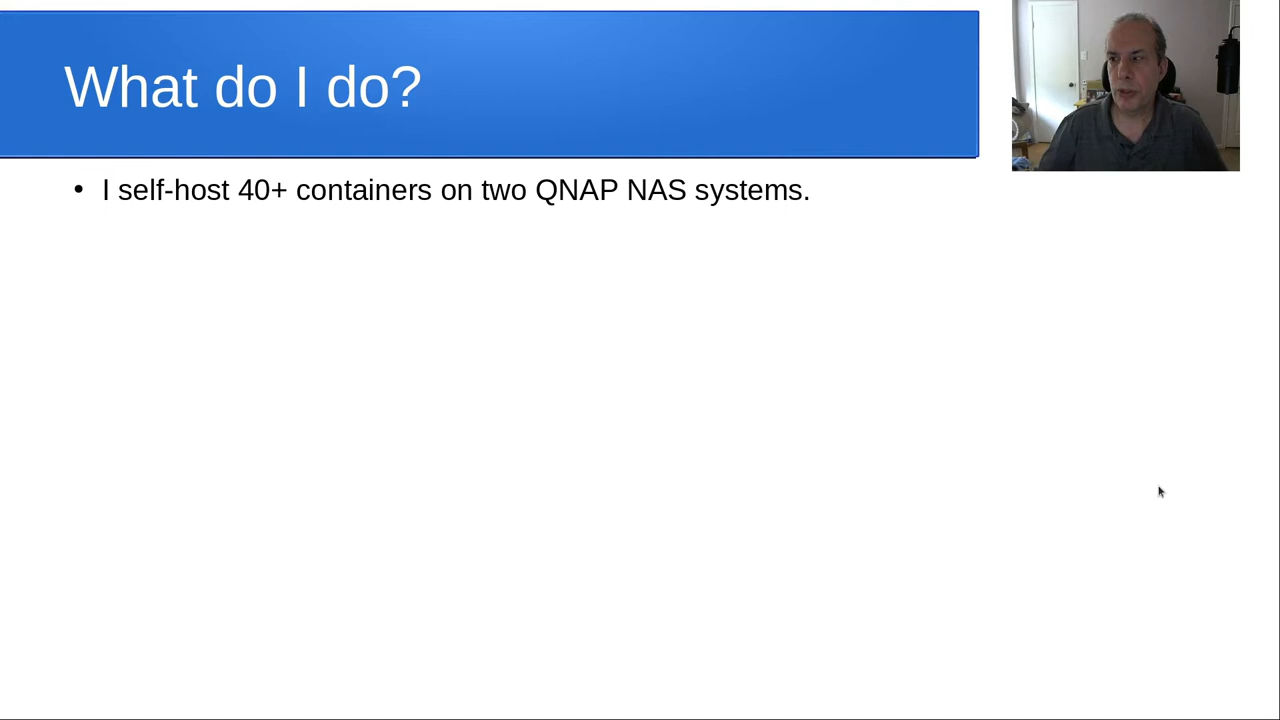 What do I do?
• I self-host 40+ containers on two QNAP NAS systems.